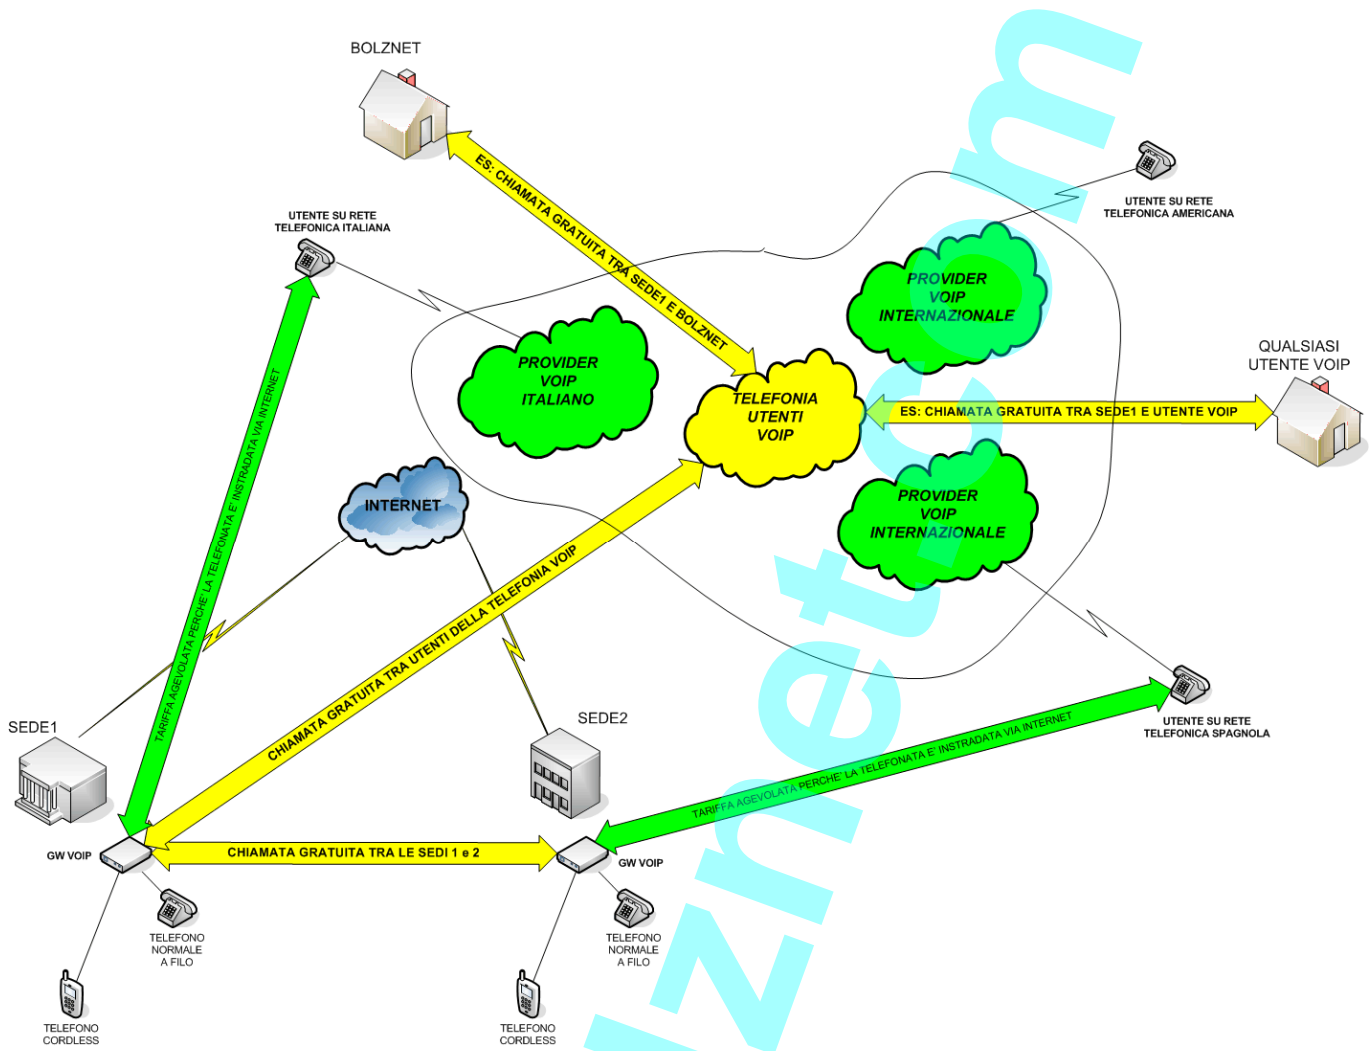 BOLZNET
ES: CHIAMATA GRATUITA TRA SEDE1 E BOLZNET
UTENTE SU RETE
TELEFONICA AMERICANA
UTENTE SU RETE
TELEFONICA ITALIANA
PROVIDER
VOIP
INTERNAZIONALE
PROVIDER
VOIP
ITALIANO
TELEFONIA
UTENTI
VOIP
QUALSIASI
UTENTE VOIP
ES: CHIAMATA GRATUITA TRA SEDE1 E UTENTE VOIP
TARIFFA AGEVOLATA PERCHE' LA TELEFONATA E' INSTRADATA VIA INTERNET
INTERNET
PROVIDER
VOIP
INTERNAZIONALE
CHIAMATA GRATUITA TRA UTENTI DELLA TELEFONIA VOIP
SEDE1
SEDE2
UTENTE SU RETE
TELEFONICA SPAGNOLA
TARIFFA AGEVOLATA PERCHE' LA TELEFONATA E' INSTRADATA VIA INTERNET
GW VOIP
CHIAMATA GRATUITA TRA LE SEDI 1 e 2
GW VOIP
TELEFONO
NORMALE
A FILO
TELEFONO
NORMALE
A FILO
TELEFONO
CORDLESS
TELEFONO
CORDLESS
lznet.com